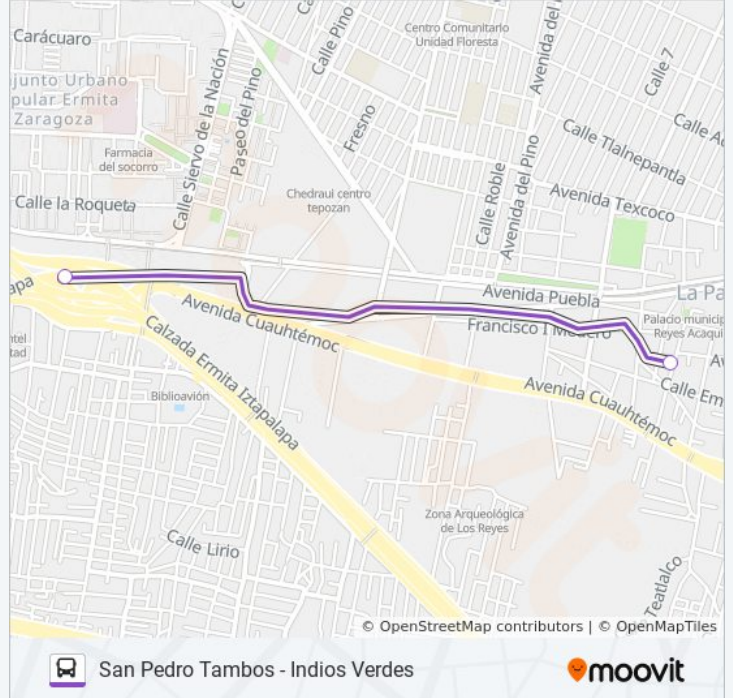 Carácuaro
Calle Pino
Centro Comunitario
Unidad Floresta
Avenida del
Calle 7
junto Urbano
pular Ermita
Zaragoza
Calle Siervo de la Nación
Paseo del Pino
Fresno
Calle Tlalnepantla
Farmacia
del socorro
Calle la Roqueta
Chedraui centro
tepozan
Calle Roble
Avenida del Pino
Avenida Texcoco
apa
Avenida Puebla
La Pa
Avenida Cuauhtémoc
Francisco I Madero
Palacio municip
Reyes Acaqui
Calzada Ermita Iztapalapa
Biblioavión
Avenida Cuauhtémoc
Calle Em
Zona Arqueológica
de Los Reyes
Calle Lirio
Teatlalco
© OpenStreetMap contributors | © OpenMapTiles
San Pedro Tambos - Indios Verdes
moovit